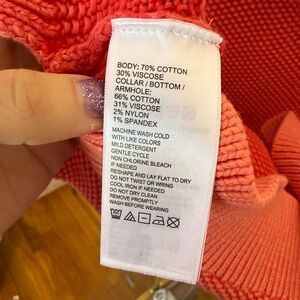 BODY: 70% COTTON
30% VISCOSE
COLLAR / BOTTOM /
ARMHOLE:
66% COTTON
31% VISCOSE
2% NYLON
1% SPANDEX
MACHINE WASH COLD
WITH LIKE COLORS
MILD DETERGENT
GENTLE CYCLE
NON CHLORINE BLEACH
IF NEEDED
RESHAPE AND LAY FLAT TO DRY
DO NOT TWIST OR WRING
COOL IRON IF NEEDED
DO NOT DRY CLEAN
REMOVE PROMPTLY
WASH BEFORE WEARING